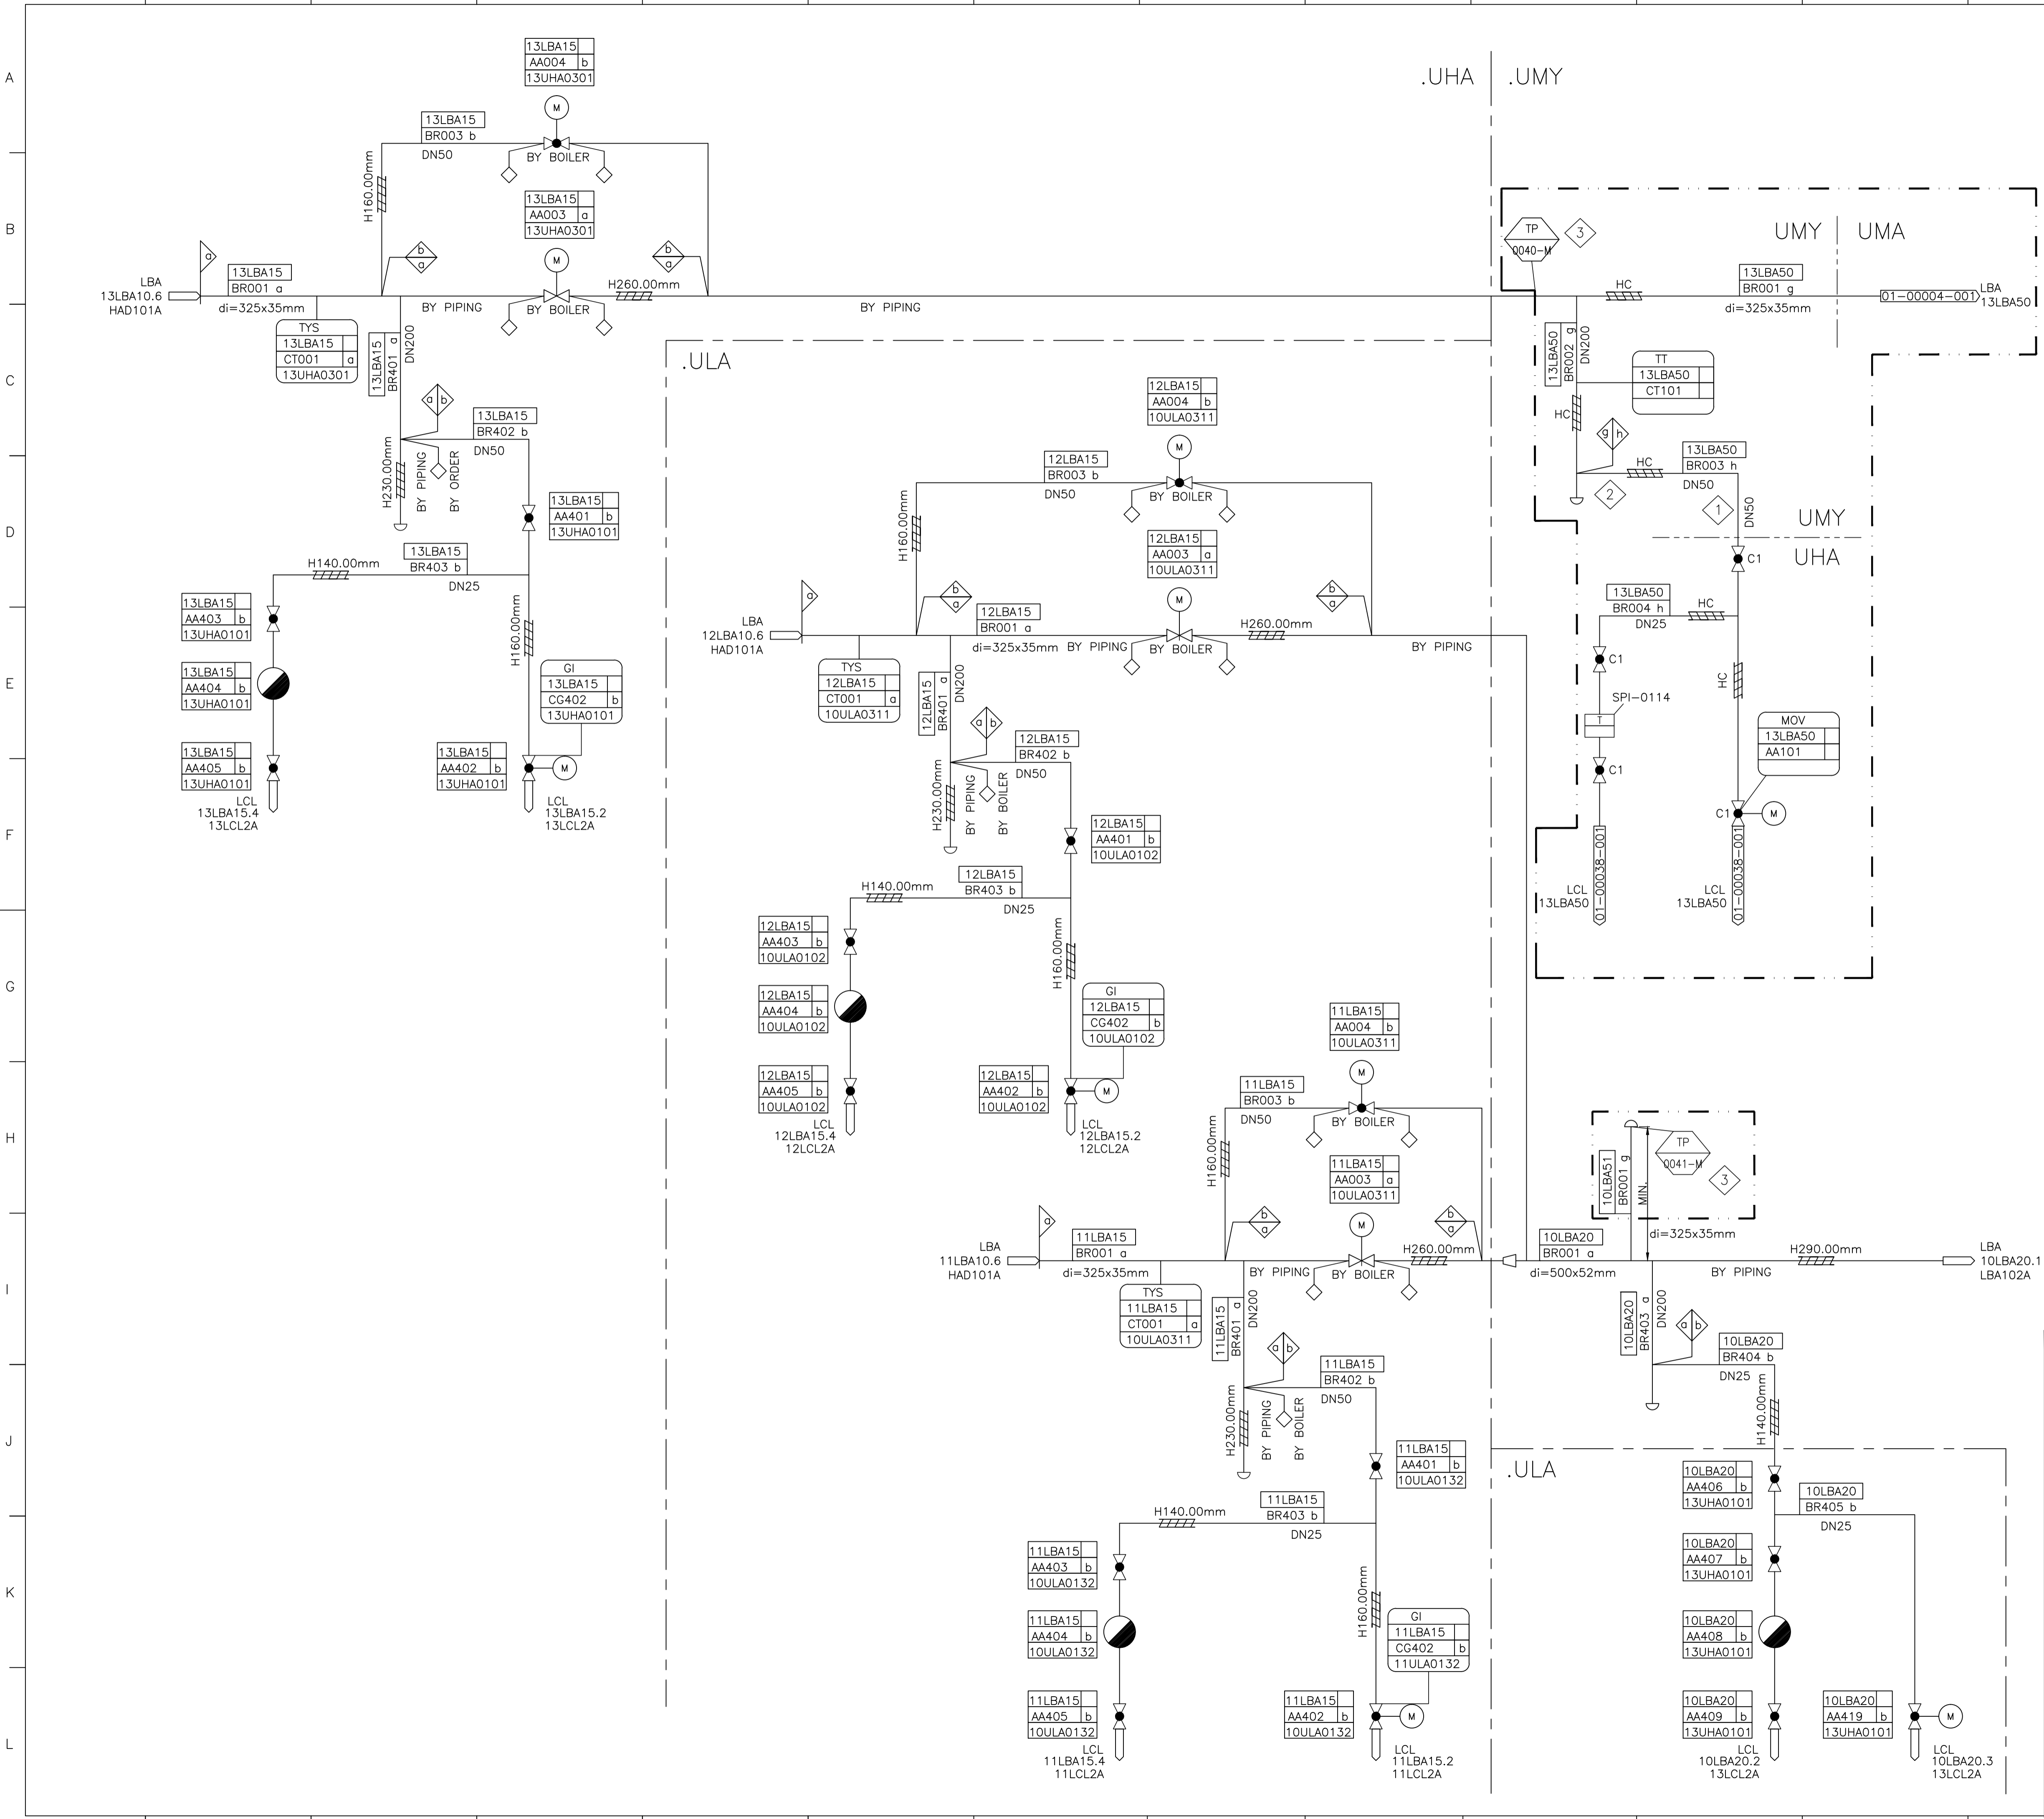 A
B
C
D
E
F
G
H
I
J
K
L
.UHA
.UMY
13LBA15
AA004 b
13UHA0301
M
13LBA15
BR003 b
DN50
BY BOILER
H160.00mm
13LBA15
AA003 a
13UHA0301
M
b
a
b
a
a
LBA
13LBA10.6
HAD101A
13LBA15
BR001 a
di=325x35mm
BY PIPING
BY BOILER
H260.00mm
BY PIPING
TYS
13LBA15
CT001 a
13UHA0301
13LBA15
BR401 a
DN200
a b
13LBA15
BR402 b
DN50
H230.00mm
BY PIPING
BY ORDER
13LBA15
AA401 b
13UHA0101
13LBA15
BR403 b
H140.00mm
DN25
13LBA15
AA403 b
13UHA0101
13LBA15
AA404 b
13UHA0101
13LBA15
AA405 b
13UHA0101
LCL
13LBA15.4
13LCL2A
H160.00mm
GI
13LBA15
CG402 b
13UHA0101
13LBA15
AA402 b
13UHA0101
M
LCL
13LBA15.2
13LCL2A
.ULA
12LBA15
AA004 b
10ULA0311
M
12LBA15
BR003 b
DN50
BY BOILER
H160.00mm
12LBA15
AA003 a
10ULA0311
M
a
b
a
b
a
LBA
12LBA10.6
HAD101A
12LBA15
BR001 a
di=325x35mm
BY PIPING
BY BOILER
H260.00mm
BY PIPING
TYS
12LBA15
CT001 a
10ULA0311
12LBA15
BR401 a
DN200
a b
12LBA15
BR402 b
DN50
H230.00mm
BY PIPING
BY BOILER
12LBA15
AA401 b
10ULA0102
12LBA15
BR403 b
H140.00mm
DN25
12LBA15
AA403 b
10ULA0102
12LBA15
AA404 b
10ULA0102
12LBA15
AA405 b
10ULA0102
LCL
12LBA15.4
12LCL2A
H160.00mm
GI
12LBA15
CG402 b
10ULA0102
12LBA15
AA402 b
10ULA0102
M
LCL
12LBA15.2
12LCL2A
11LBA15
AA004 b
10ULA0311
M
11LBA15
BR003 b
DN50
BY BOILER
H160.00mm
11LBA15
AA003 a
10ULA0311
M
a
b
a
b
a
LBA
11LBA10.6
HAD101A
11LBA15
BR001 a
di=325x35mm
BY PIPING
BY BOILER
H260.00mm
TYS
11LBA15
CT001 a
10ULA0311
11LBA15
BR401 a
DN200
a b
11LBA15
BR402 b
DN50
H230.00mm
BY PIPING
BY BOILER
11LBA15
AA401 b
10ULA0132
11LBA15
BR403 b
H140.00mm
DN25
11LBA15
AA403 b
10ULA0132
11LBA15
AA404 b
10ULA0132
11LBA15
AA405 b
10ULA0132
LCL
11LBA15.4
11LCL2A
H160.00mm
GI
11LBA15
CG402 b
11ULA0132
11LBA15
AA402 b
10ULA0132
M
LCL
11LBA15.2
11LCL2A
TP
0040-M
3
UMY
UMA
HC
13LBA50
BR001 g
di=325x35mm
01-00004-001
LBA
13LBA50
13LBA50
BR002 g
DN200
TT
13LBA50
CT101
HC
g h
HC
13LBA50
BR003 h
DN50
2
1
DN50
UMY
UHA
C1
13LBA50
BR004 h
HC
DN25
C1
HC
SPI-0114
T
MOV
13LBA50
AA101
C1
C1
M
LCL
13LBA50
01-00038-001
LCL
13LBA50
01-00038-001
TP
0041-M
3
10LBA51
BR001 g
MIN.
di=325x35mm
10LBA20
BR001 a
di=500x52mm
BY PIPING
H290.00mm
LBA
10LBA20.1
LBA102A
10LBA20
BR403 a
DN200
a b
10LBA20
BR404 b
DN25
H140.00mm
.ULA
10LBA20
AA406 b
13UHA0101
10LBA20
BR405 b
DN25
10LBA20
AA407 b
13UHA0101
10LBA20
AA408 b
13UHA0101
10LBA20
AA409 b
13UHA0101
LCL
10LBA20.2
13LCL2A
10LBA20
AA419 b
13UHA0101
M
LCL
10LBA20.3
13LCL2A